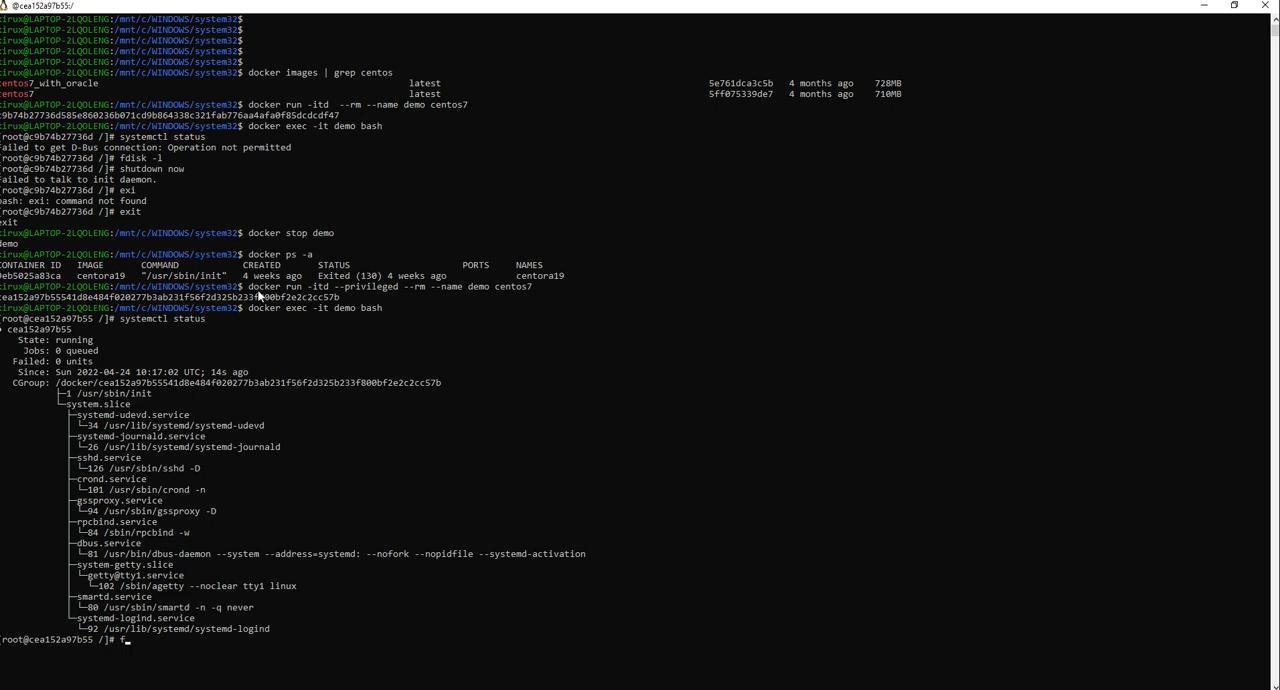 @cea152a97b55:/
irux@LAPTOP-2LQOLENG:/mnt/c/WINDOWS/system32$
irux@LAPTOP-2LQOLENG:/mnt/c/WINDOWS/system32$
irux@LAPTOP-2LQOLENG:/mnt/c/WINDOWS/system32$
irux@LAPTOP-2LQOLENG:/mnt/c/WINDOWS/system32$
irux@LAPTOP-2LQOLENG:/mnt/c/WINDOWS/system32$
irux@LAPTOP-2LQOLENG:/mnt/c/WINDOWS/system32$ docker images | grep centos
entos7_with_oracle latest 5e761dca3c5b 4 months ago 728MB
entos7 latest 5ff075339de7 4 months ago 710MB
irux@LAPTOP-2LQOLENG:/mnt/c/WINDOWS/system32$ docker run -itd --rm --name demo centos7
c9b74b27736d585e860236b071cd9b864338c321fab776aa4afa0f85dcdcdf47
irux@LAPTOP-2LQOLENG:/mnt/c/WINDOWS/system32$ docker exec -it demo bash
[root@c9b74b27736d /]# systemctl status
Failed to get D-Bus connection: Operation not permitted
[root@c9b74b27736d /]# fdisk -l
[root@c9b74b27736d /]# shutdown now
Failed to talk to init daemon.
[root@c9b74b27736d /]# exi
bash: exi: command not found
[root@c9b74b27736d /]# exit
exit
irux@LAPTOP-2LQOLENG:/mnt/c/WINDOWS/system32$ docker stop demo
demo
irux@LAPTOP-2LQOLENG:/mnt/c/WINDOWS/system32$ docker ps -a
CONTAINER ID IMAGE COMMAND CREATED STATUS PORTS NAMES
9eb5025a83ca centora19 "/usr/sbin/init" 4 weeks ago Exited (130) 4 weeks ago centora19
irux@LAPTOP-2LQOLENG:/mnt/c/WINDOWS/system32$ docker run -itd --privileged --rm --name demo centos7
cea152a97b55541d8e484f020277b3ab231f56f2d325b233f800bf2e2c2cc57b
irux@LAPTOP-2LQOLENG:/mnt/c/WINDOWS/system32$ docker exec -it demo bash
[root@cea152a97b55 /]# systemctl status
● cea152a97b55
State: running
Jobs: 0 queued
Failed: 0 units
Since: Sun 2022-04-24 10:17:02 UTC; 14s ago
CGroup: /docker/cea152a97b55541d8e484f020277b3ab231f56f2d325b233f800bf2e2c2cc57b
├─1 /usr/sbin/init
└─system.slice
├─systemd-udevd.service
│ └─34 /usr/lib/systemd/systemd-udevd
├─systemd-journald.service
│ └─26 /usr/lib/systemd/systemd-journald
├─sshd.service
│ └─126 /usr/sbin/sshd -D
├─crond.service
│ └─101 /usr/sbin/crond -n
├─gssproxy.service
│ └─94 /usr/sbin/gssproxy -D
├─rpcbind.service
│ └─84 /sbin/rpcbind -w
├─dbus.service
│ └─81 /usr/bin/dbus-daemon --system --address=systemd: --nofork --nopidfile --systemd-activation
├─system-getty.slice
│ └─getty@tty1.service
│ └─102 /sbin/agetty --noclear tty1 linux
├─smartd.service
│ └─80 /usr/sbin/smartd -n -q never
└─systemd-logind.service
└─92 /usr/lib/systemd/systemd-logind
[root@cea152a97b55 /]# f_